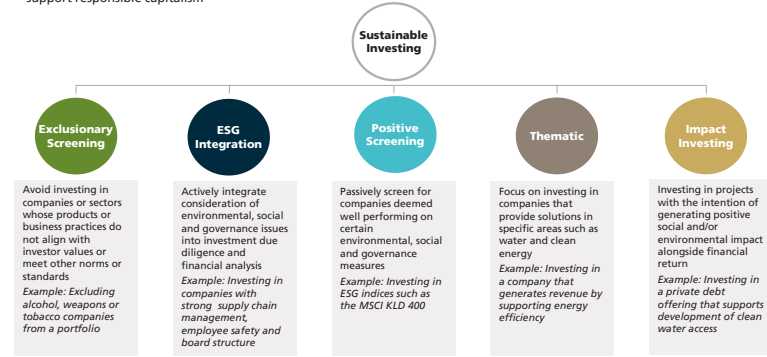 support responsible capitalism
Sustainable
Investing
Exclusionary
Screening
Avoid investing in
companies or sectors
whose products or
business practices do
not align with
investor values or
meet other norms or
standards
Example: Excluding
alcohol, weapons or
tobacco companies
from a portfolio
ESG
Integration
Actively integrate
consideration of
environmental, social
and governance issues
into investment due
diligence and
financial analysis
Example: Investing in
companies with
strong supply chain
management,
employee safety and
board structure
Positive
Screening
Passively screen for
companies deemed
well performing on
certain
environmental, social
and governance
measures
Example: Investing in
ESG indices such as
the MSCI KLD 400
Thematic
Focus on investing in
companies that
provide solutions in
specific areas such as
water and clean
energy
Example: Investing in
a company that
generates revenue by
supporting energy
efficiency
Impact
Investing
Investing in projects
with the intention of
generating positive
social and/or
environmental impact
alongside financial
return
Example: Investing in
a private debt
offering that supports
development of clean
water access